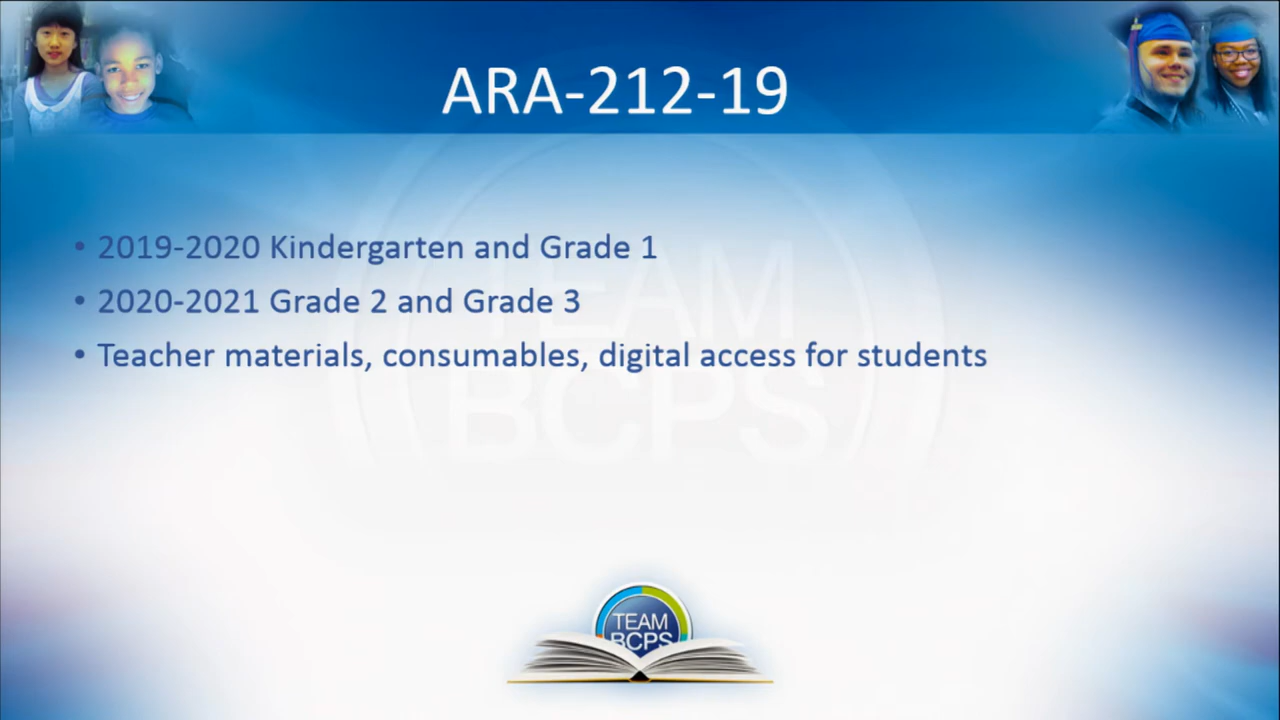 ARA-212-19
• 2019-2020 Kindergarten and Grade 1
• 2020-2021 Grade 2 and Grade 3
• Teacher materials, consumables, digital access for students
TEAM
BCPS
TEAM
BCPS